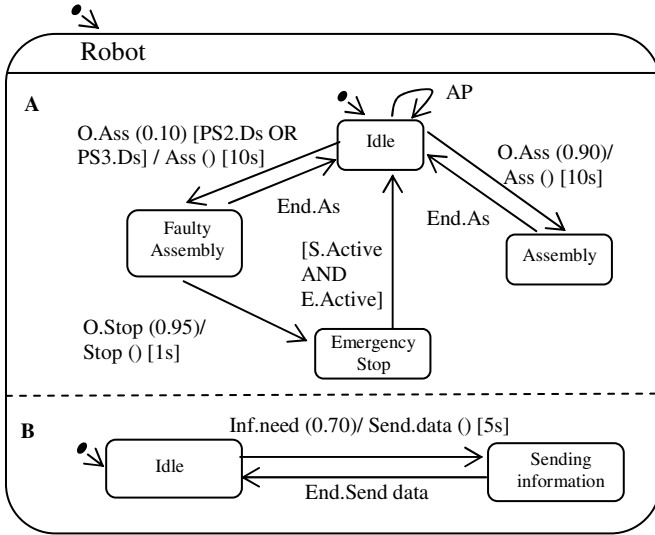 Robot
A
AP
Idle
O.Ass (0.10) [PS2.Ds OR
PS3.Ds] / Ass () [10s]
O.Ass (0.90)/
Ass () [10s]
End.As
End.As
Faulty
Assembly
Assembly
[S.Active
AND
E.Active]
O.Stop (0.95)/
Stop () [1s]
Emergency
Stop
B
Inf.need (0.70)/ Send.data () [5s]
Idle
Sending
information
End.Send data